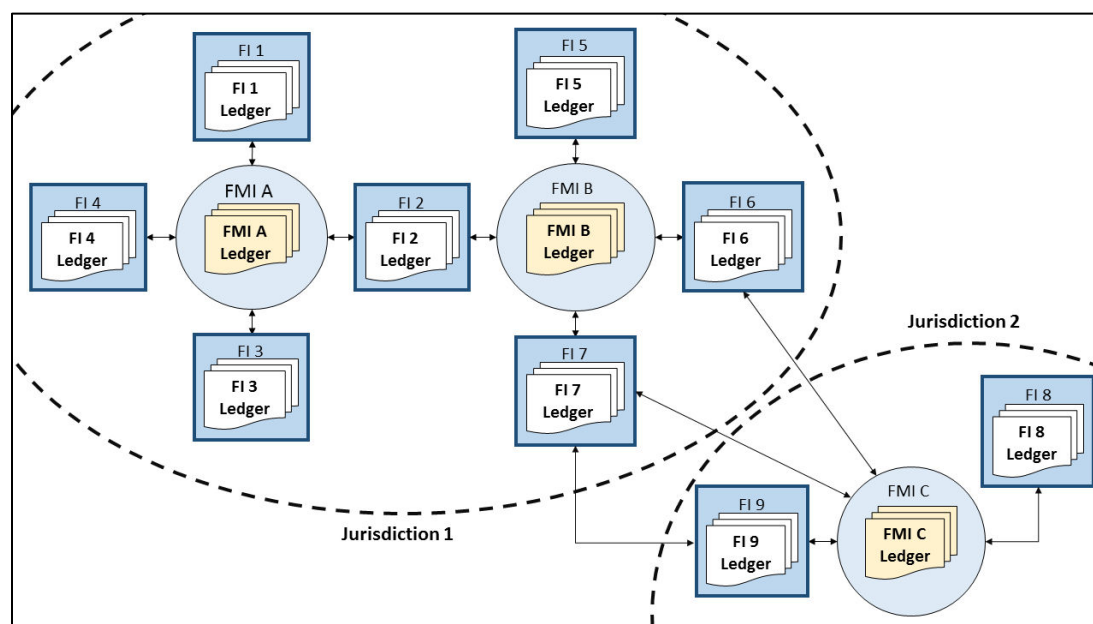 FI 1
FI 1
Ledger
FI 5
FI 5
Ledger
FI 4
FI 4
Ledger
FMI A
FMI A
Ledger
FI 2
FI 2
Ledger
FMI B
FMI B
Ledger
FI 6
FI 6
Ledger
FI 3
FI 3
Ledger
FI 7
FI 7
Ledger
Jurisdiction 2
FI 8
FI 8
Ledger
Jurisdiction 1
FI 9
FI 9
Ledger
FMI C
FMI C
Ledger